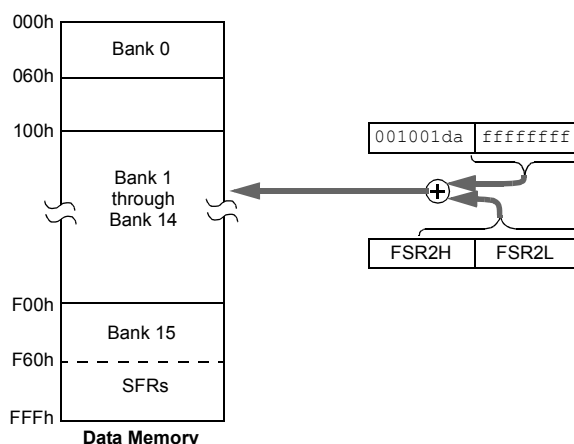 000h
Bank 0
060h
100h
001001da ffffffff
Bank 1
through
Bank 14
FSR2H FSR2L
F00h
Bank 15
F60h
SFRs
FFFh
Data Memory